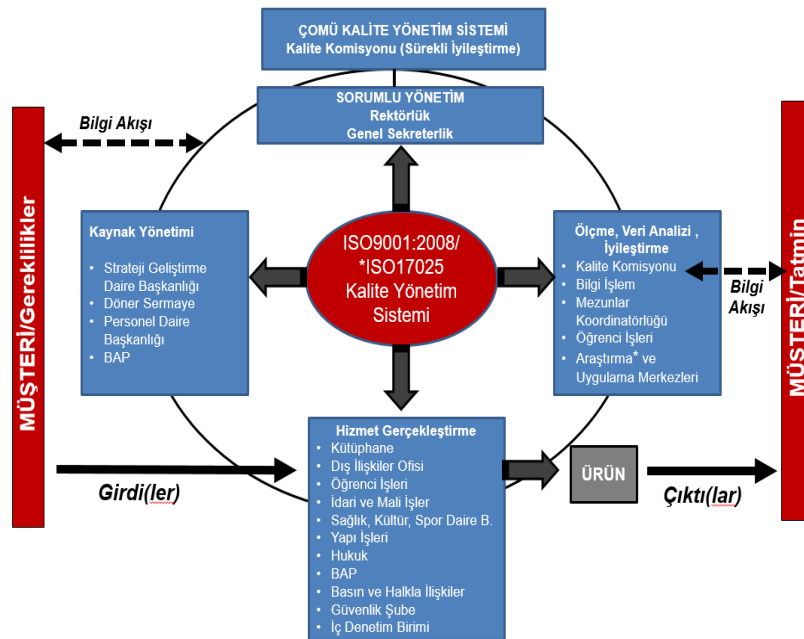 ÇOMÜ KALİTE YÖNETİM SİSTEMİ
Kalite Komisyonu (Sürekli İyileştirme)
SORUMLU YÖNETİM
Rektörlük
Genel Sekreterlik
MÜŞTERİ/Gereklilikler
Bilgi Akışı
Kaynak Yönetimi
• Strateji Geliştirme
Daire Başkanlığı
• Döner Sermaye
• Personel Daire
Başkanlığı
• BAP
ISO9001:2008/
*ISO17025
Kalite Yönetim
Sistemi
Ölçme, Veri Analizi ,
İyileştirme
• Kalite Komisyonu
• Bilgi İşlem
• Mezunlar
Koordinatörlüğü
• Öğrenci İşleri
• Araştırma* ve
Uygulama Merkezleri
Bilgi
Akışı
MÜŞTERİ/Tatmin
Girdi(ler)
Hizmet Gerçekleştirme
• Kütüphane
• Dış İlişkiler Ofisi
• Öğrenci İşleri
• İdari ve Mali İşler
• Sağlık, Kültür, Spor Daire B.
• Yapı İşleri
• Hukuk
• BAP
• Basın ve Halkla İlişkiler
• Güvenlik Şube
• İç Denetim Birimi
ÜRÜN
Çıktı(lar)